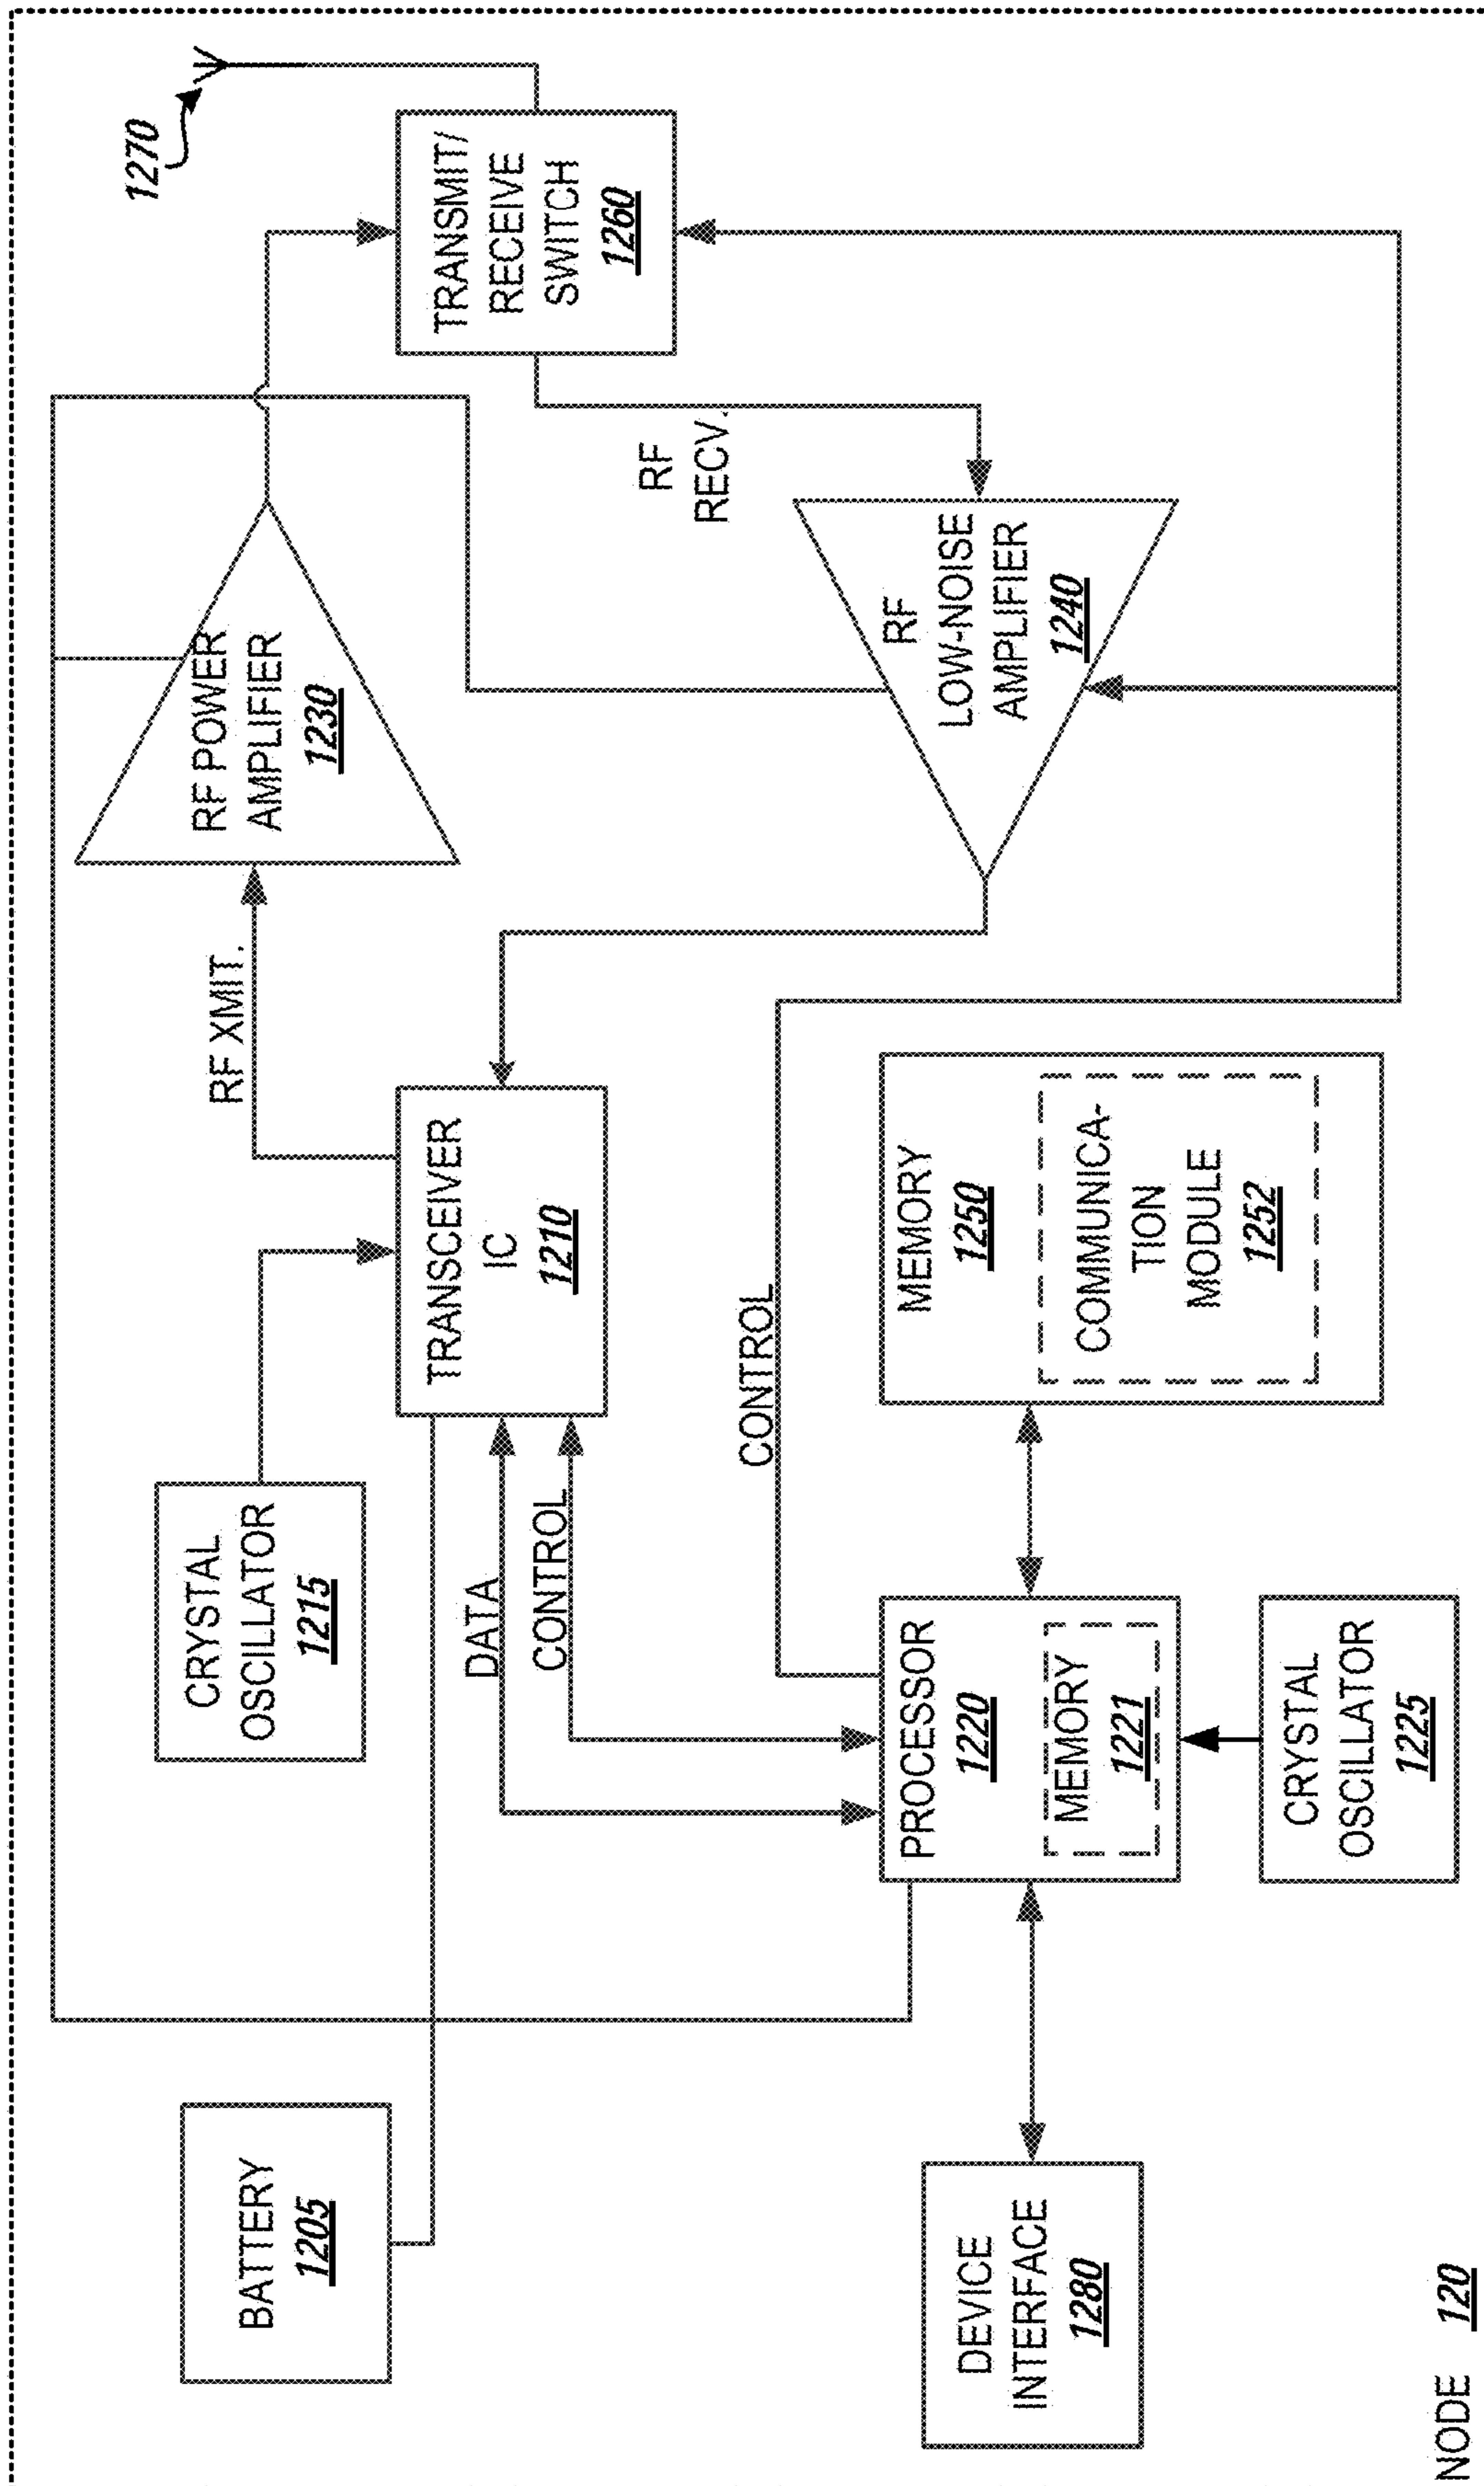 1270
TRANSMIT/
RECEIVE
SWITCH
1260
RF POWER
AMPLIFIER
1230
RF XMIT.
RF
RECV.
RF
LOW-NOISE
AMPLIFIER
1240
CRYSTAL
OSCILLATOR
1215
TRANSCEIVER
IC
1210
BATTERY
1205
DATA
CONTROL
CONTROL
MEMORY
1250
COMMUNICA-
TION
MODULE
1252
PROCESSOR
1220
MEMORY
1221
CRYSTAL
OSCILLATOR
1225
DEVICE
INTERFACE
1280
NODE 120